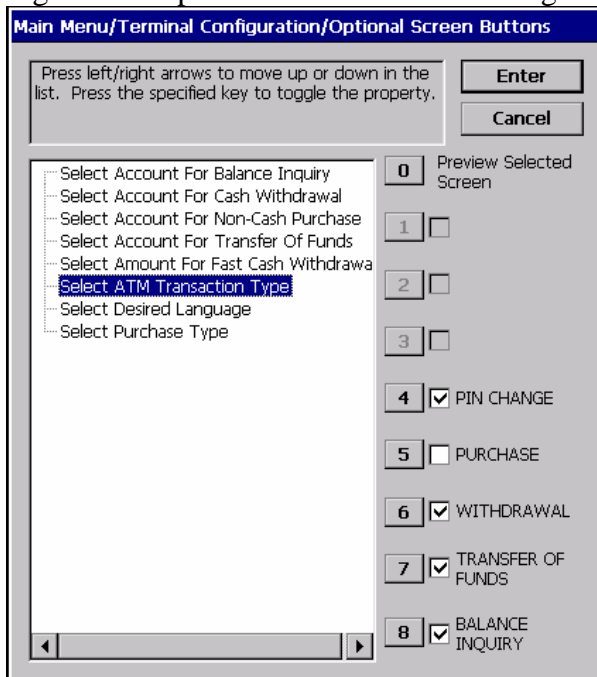 Main Menu/Terminal Configuration/Optional Screen Buttons
Press left/right arrows to move up or down in the
list. Press the specified key to toggle the property.
Enter
Cancel
Select Account For Balance Inquiry
Select Account For Cash Withdrawal
Select Account For Non-Cash Purchase
Select Account For Transfer Of Funds
Select Amount For Fast Cash Withdrawa
Select ATM Transaction Type
Select Desired Language
Select Purchase Type
0 Preview Selected
Screen
1
2
3
4 PIN CHANGE
5 PURCHASE
6 WITHDRAWAL
7 TRANSFER OF
FUNDS
8 BALANCE
INQUIRY